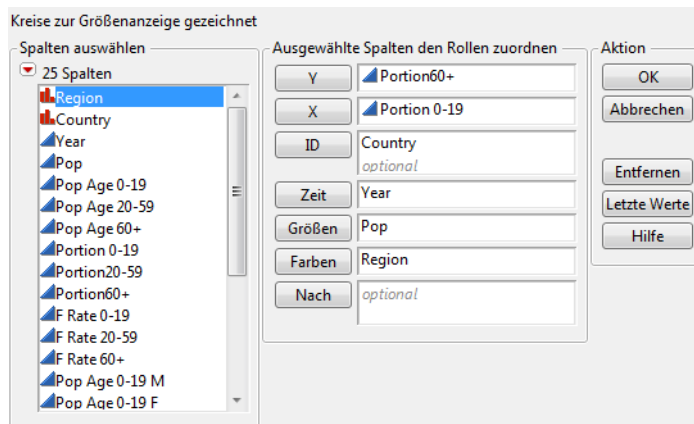 Kreise zur Größenanzeige gezeichnet
Spalten auswählen
25 Spalten
Region
Country
Year
Pop
Pop Age 0-19
Pop Age 20-59
Pop Age 60+
Portion 0-19
Portion20-59
Portion60+
F Rate 0-19
F Rate 20-59
F Rate 60+
Pop Age 0-19 M
Pop Age 0-19 F
Ausgewählte Spalten den Rollen zuordnen
Y
Portion60+
X
Portion 0-19
ID
Country
optional
Zeit
Year
Größen
Pop
Farben
Region
Nach
optional
Aktion
OK
Abbrechen
Entfernen
Letzte Werte
Hilfe